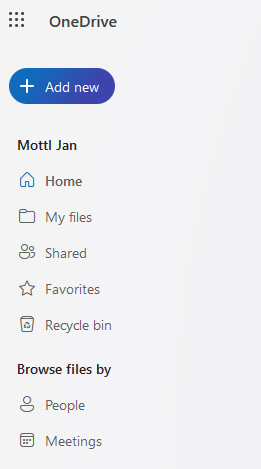 OneDrive
Add new
Mottl Jan
Home
My files
Shared
Favorites
Recycle bin
Browse files by
People
Meetings